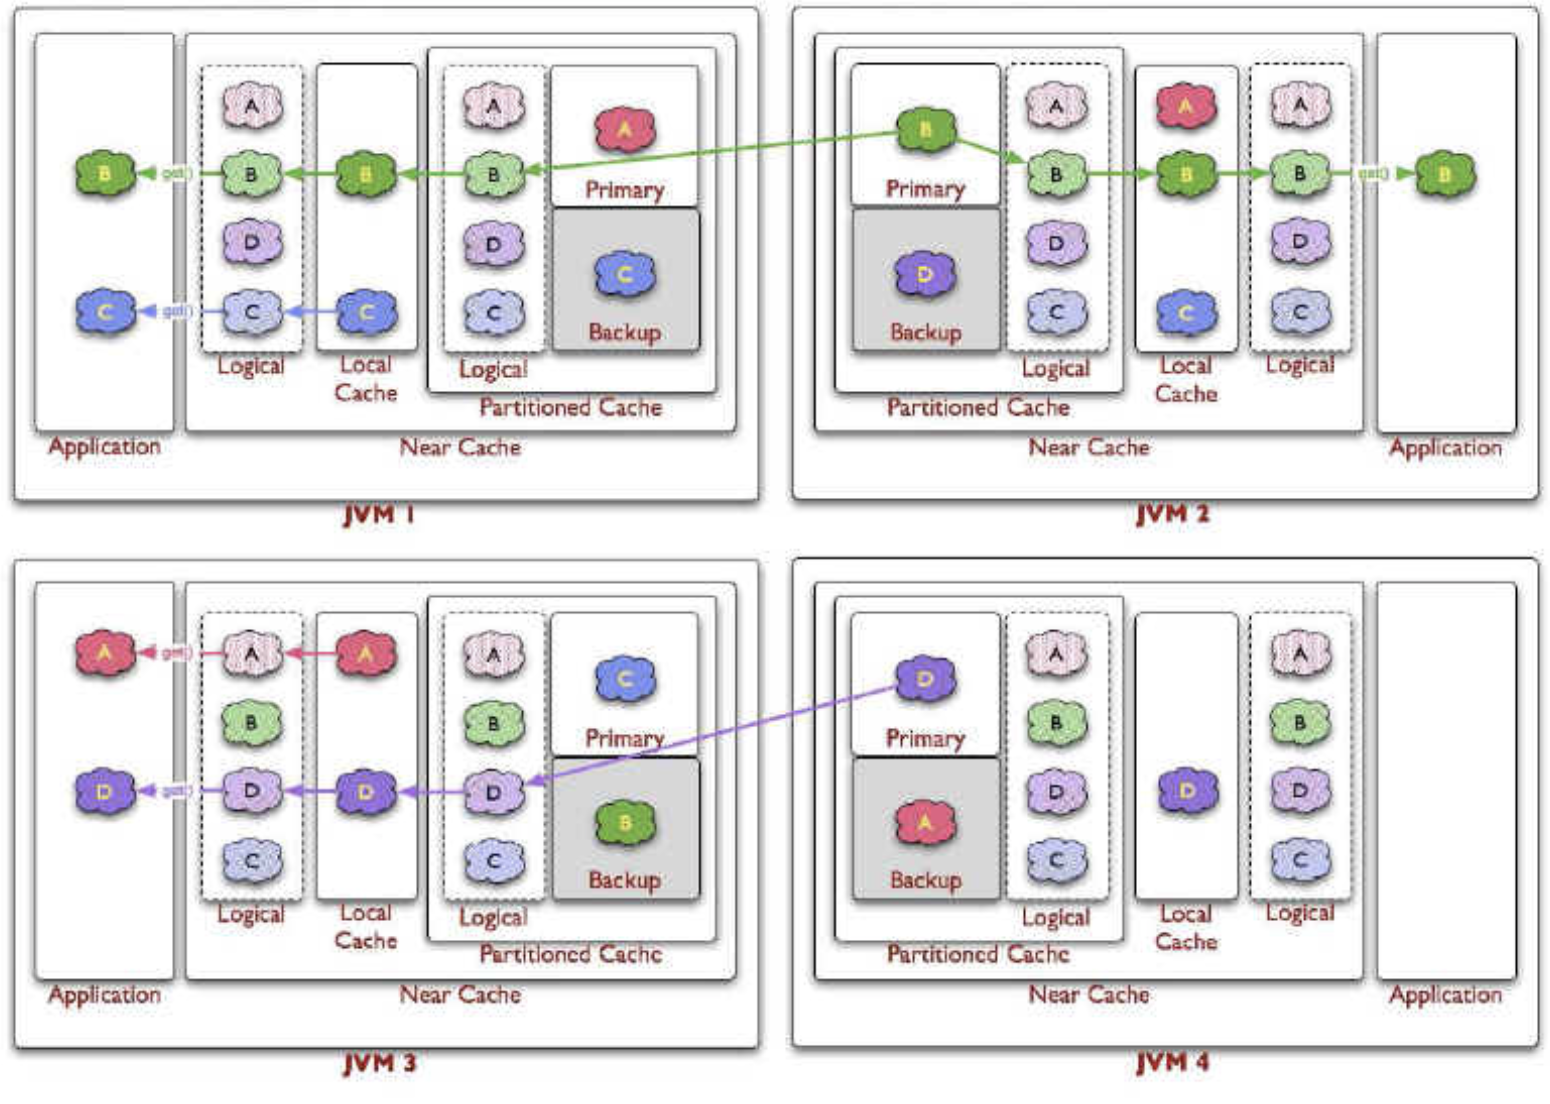 A
A
A
Primary
B get() B B B
D
D
C
C get() C C C
Backup
Logical
Local
Cache
Logical
Partitioned Cache
Application
Near Cache
JVM 1
B
Primary
A
A
A
B
B
B get() B
D
D
D
C
C
C
Backup
Logical
Local
Cache
Logical
Partitioned Cache
Near Cache
Application
JVM 2
A get() A A A
C
Primary
B
B
D get() D D D
B
C
C
Backup
Logical
Local
Cache
Logical
Partitioned Cache
Application
Near Cache
JVM 3
D
Primary
A
A
B
B
D
D
D
A
C
C
Backup
Logical
Local
Cache
Logical
Partitioned Cache
Near Cache
Application
JVM 4